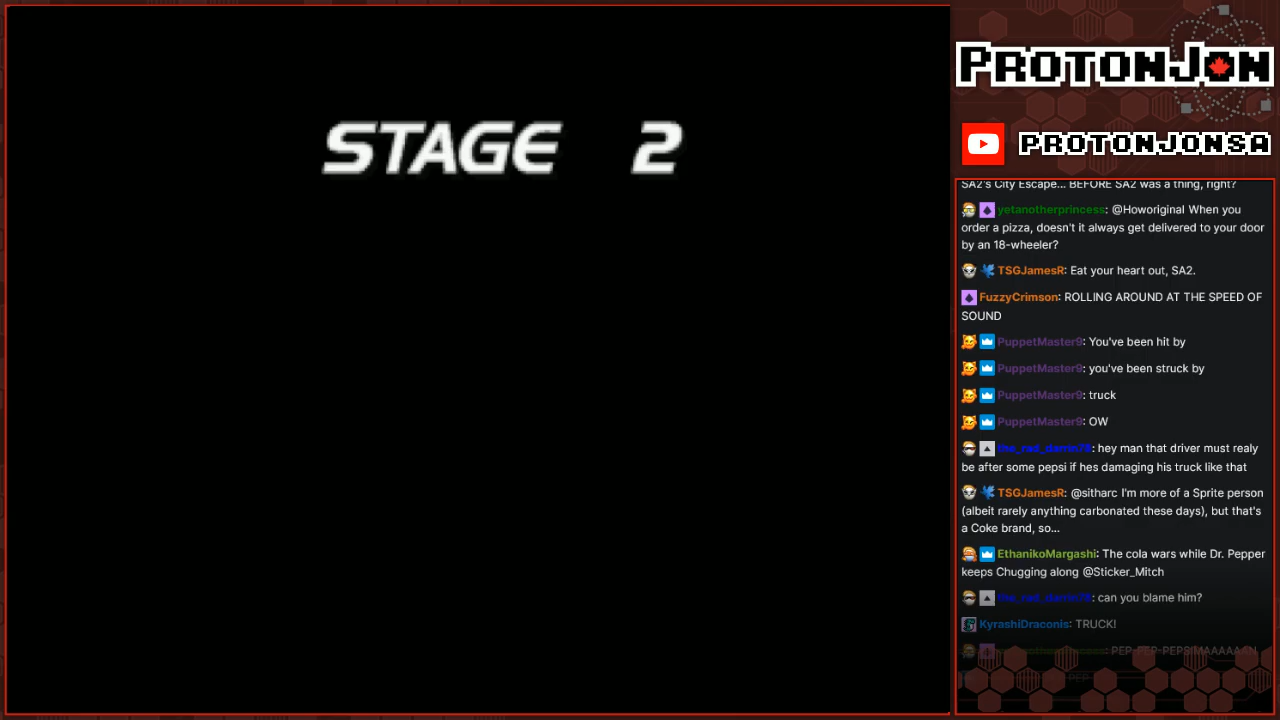 STAGE 2
PROTONJON
PROTONJONSA
SA2's City Escape... BEFORE SA2 was a thing, right?
yetanotherprincess: @Howoriginal When you
order a pizza, doesn't it always get delivered to your door
by an 18-wheeler?
TSGJamesR: Eat your heart out, SA2.
FuzzyCrimson: ROLLING AROUND AT THE SPEED OF
SOUND
PuppetMaster9: You've been hit by
PuppetMaster9: you've been struck by
PuppetMaster9: truck
PuppetMaster9: OW
the_rad_darrin78: hey man that driver must realy
be after some pepsi if hes damaging his truck like that
TSGJamesR: @sitharc I'm more of a Sprite person
(albeit rarely anything carbonated these days), but that's
a Coke brand, so...
EthanikoMargashi: The cola wars while Dr. Pepper
keeps Chugging along @Sticker_Mitch
the_rad_darrin78: can you blame him?
KyrashiDraconis: TRUCK!
PEP-PEP-PEPSIMAAAAAN